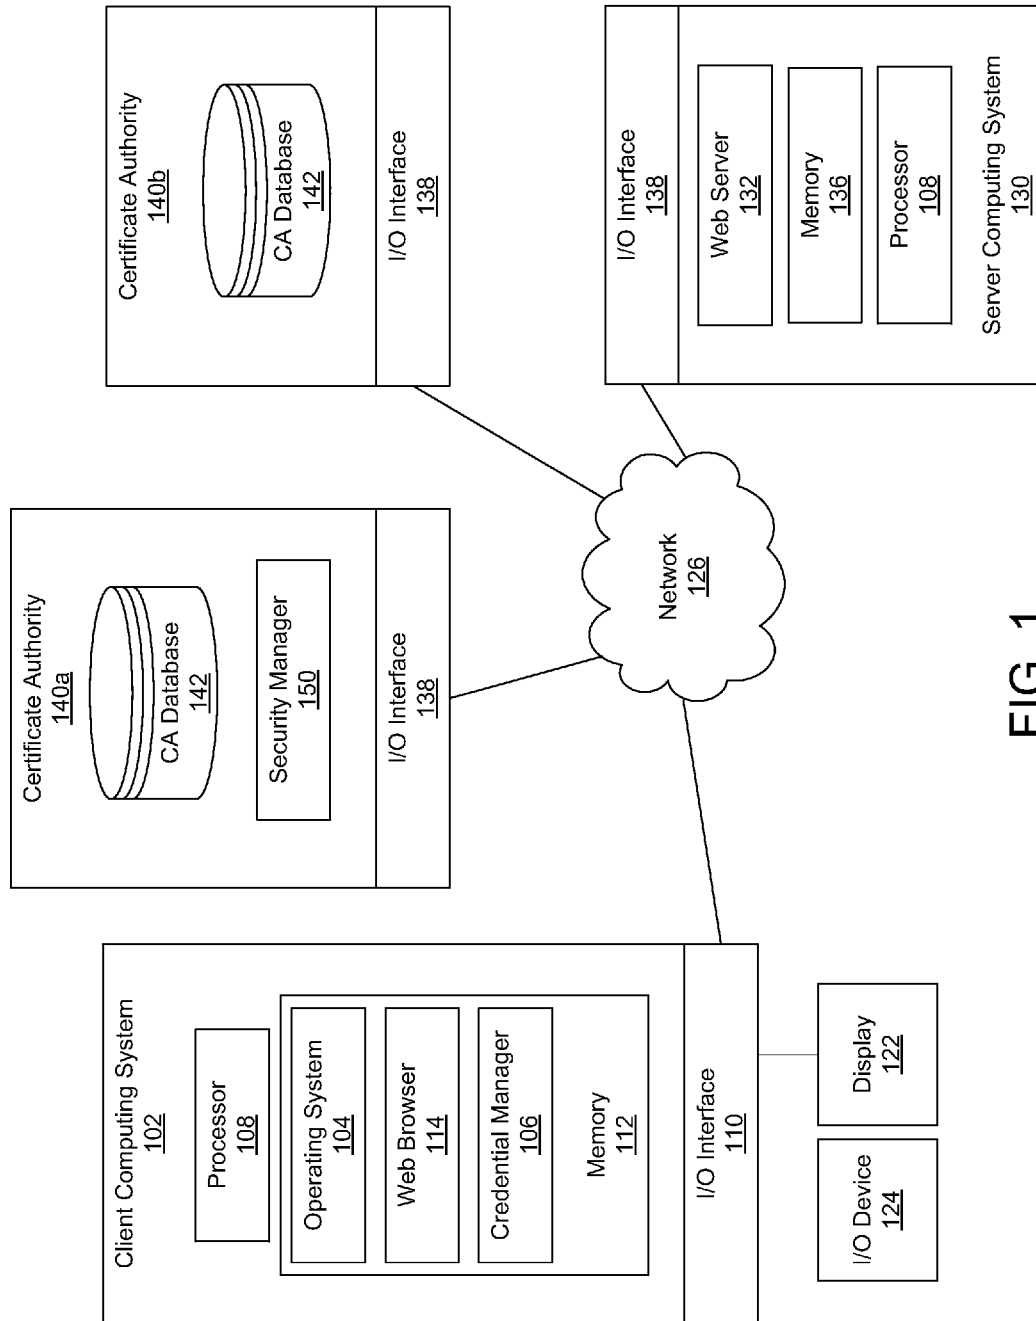 Client Computing System
102
Processor
108
Operating System
104
Web Browser
114
Credential Manager
106
Memory
112
I/O Interface
110
I/O Device
124
Display
122
Certificate Authority
140a
CA Database
142
Security Manager
150
I/O Interface
138
Certificate Authority
140b
CA Database
142
I/O Interface
138
Network
126
I/O Interface
138
Web Server
132
Memory
136
Processor
108
Server Computing System
130
FIG. 1